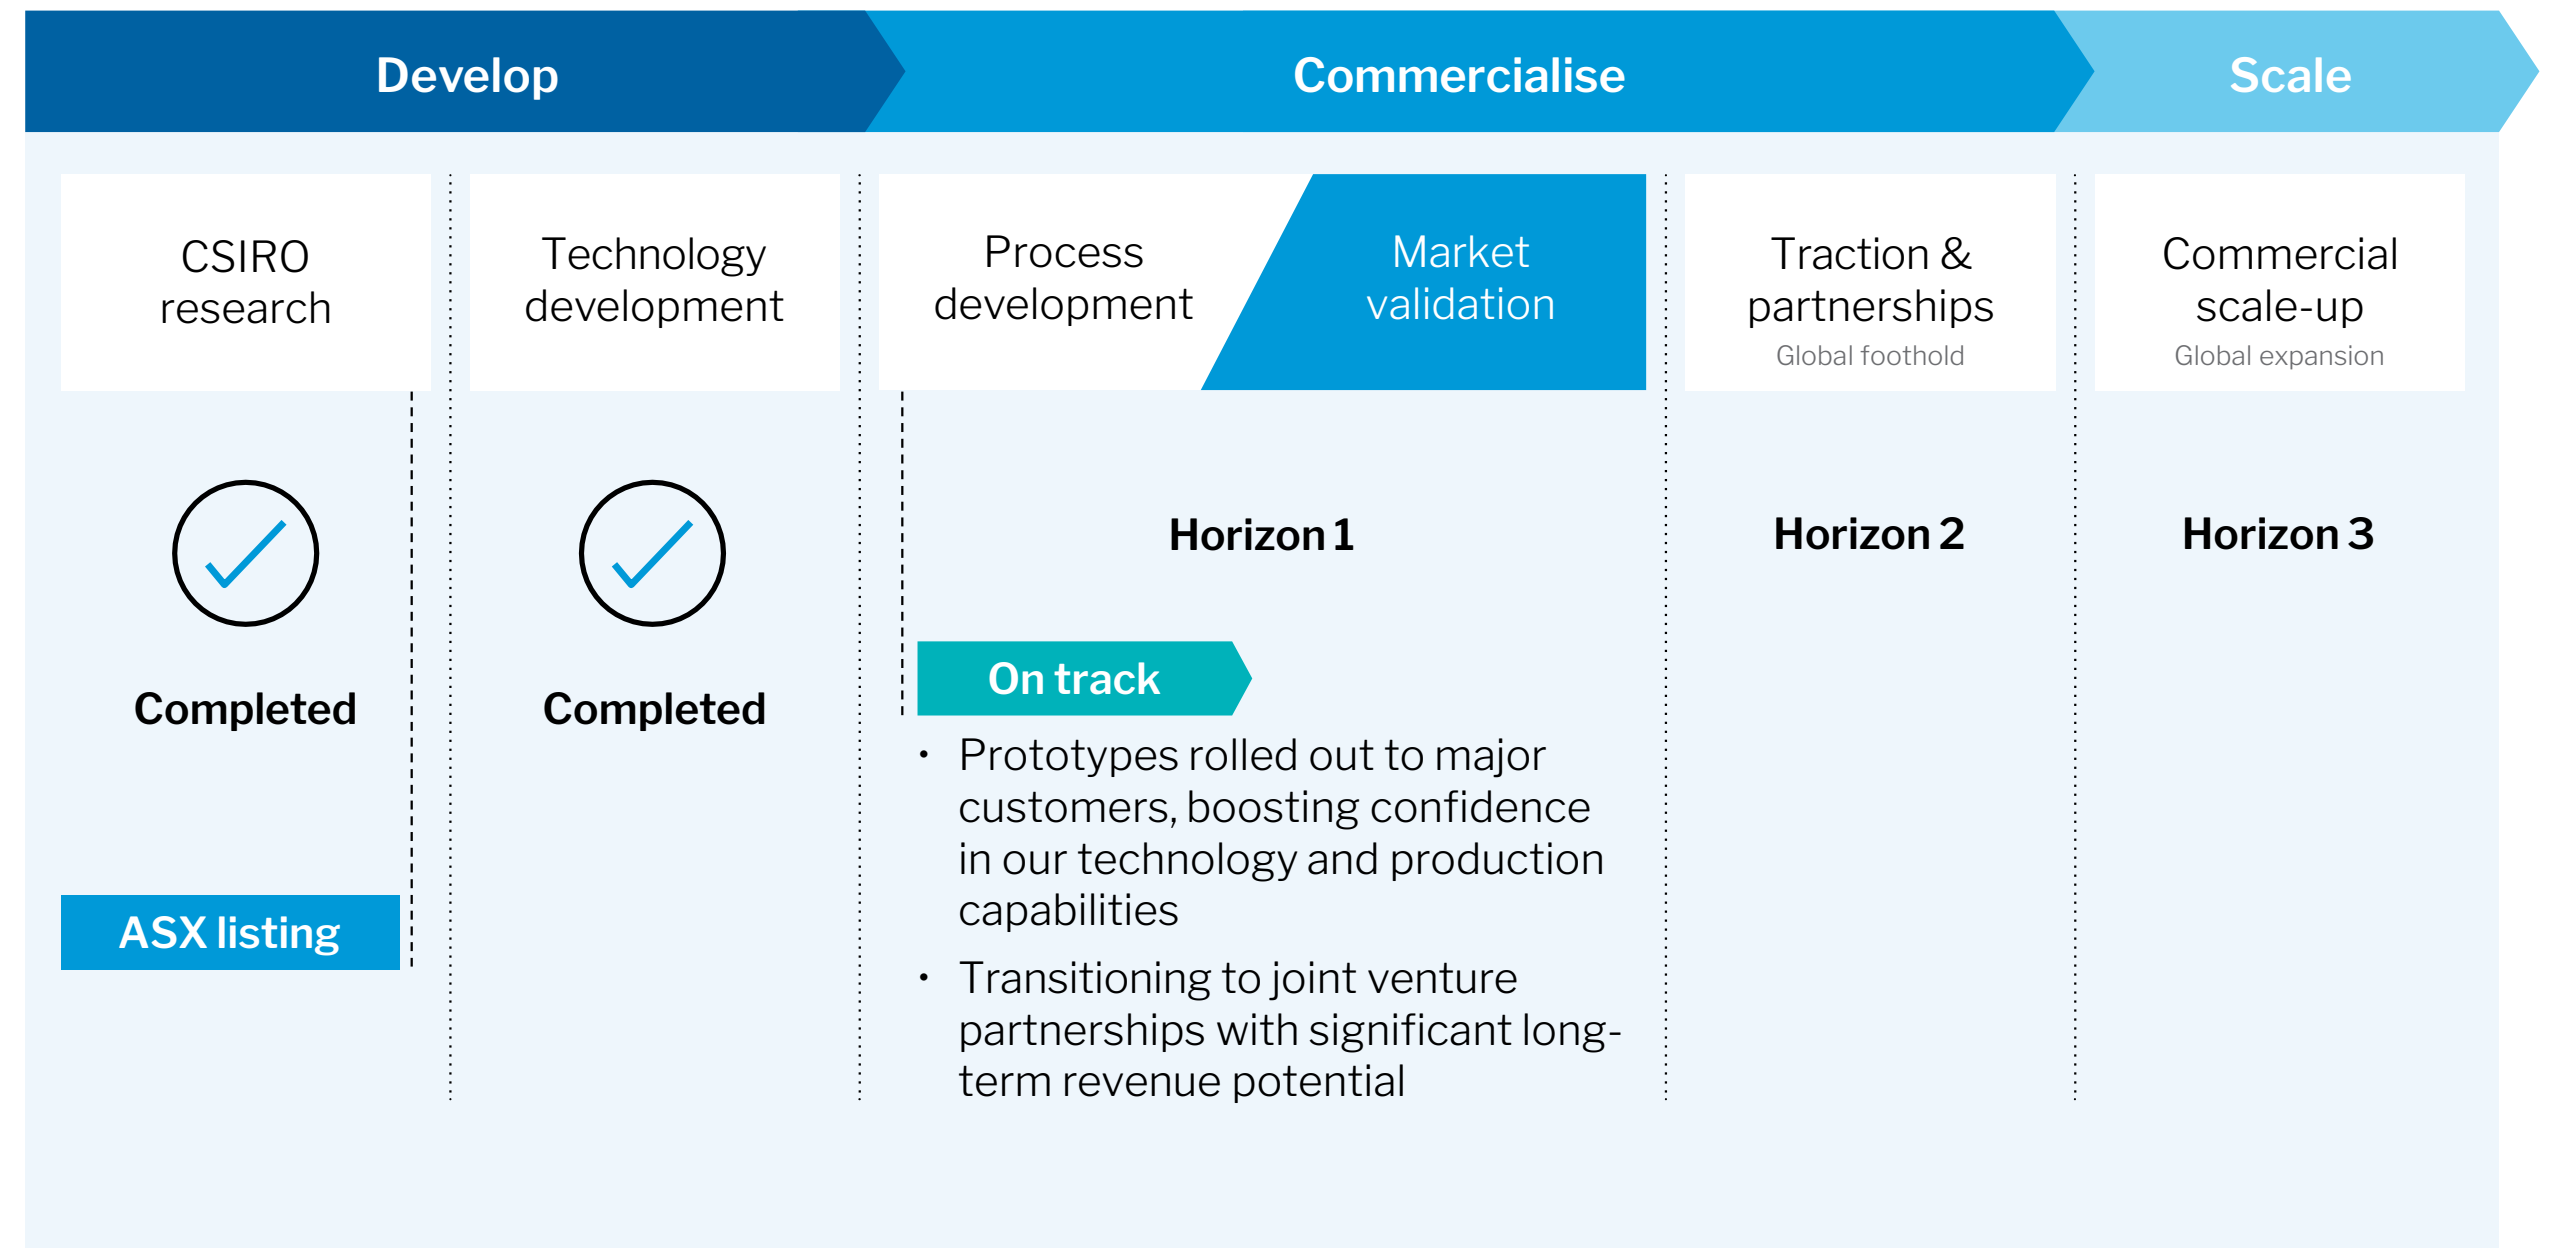 Develop
Commercialise
Scale
CSIRO
research
Technology
development
Process
development
Market
validation
Traction &
partnerships
Global foothold
Commercial
scale-up
Global expansion
Completed
ASX listing
Completed
Horizon 1
On track
• Prototypes rolled out to major
customers, boosting confidence
in our technology and production
capabilities
• Transitioning to joint venture
partnerships with significant long-
term revenue potential
Horizon 2
Horizon 3